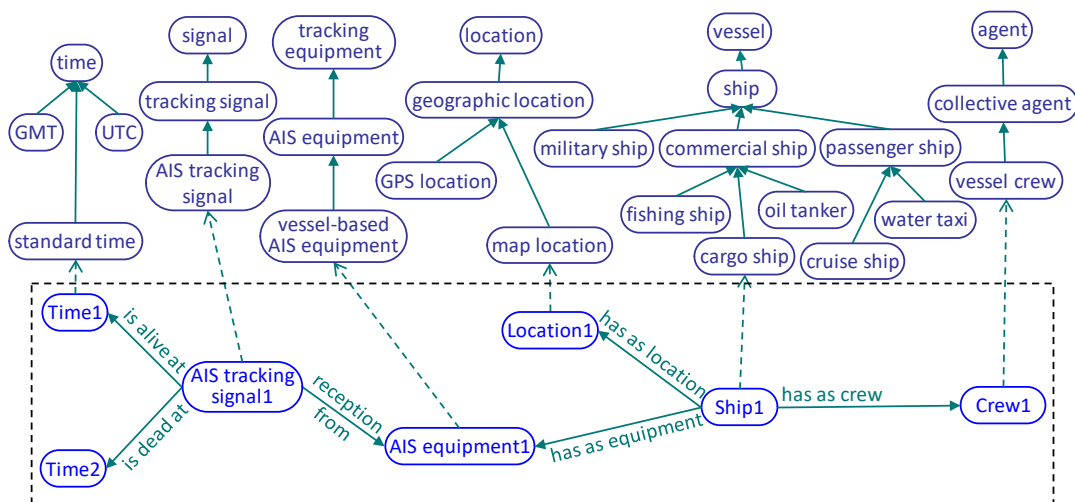 signal
tracking
equipment
location
vessel
agent
time
tracking signal
geographic location
ship
collective agent
GMT
UTC
AIS equipment
military ship
commercial ship
passenger ship
AIS tracking
signal
GPS location
vessel crew
fishing ship
oil tanker
water taxi
standard time
vessel-based
AIS equipment
map location
cargo ship
cruise ship
Time1
is alive at
Location1
has as location
AIS tracking
signal1
reception
from
Ship1
has as crew
Crew1
is dead at
AIS equipment1
has as equipment
Time2